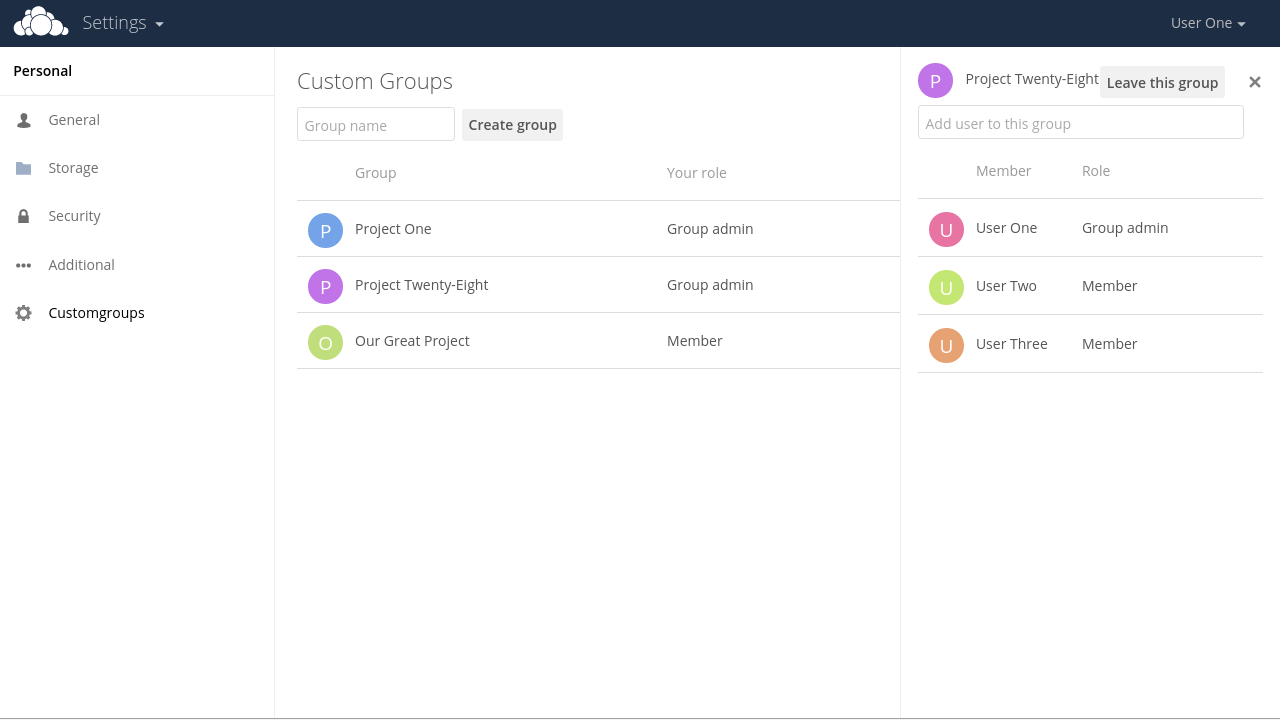 Settings
User One
Personal
General
Storage
Security
Additional
Customgroups
Custom Groups
Group name
Create group
Group Your role
P Project One Group admin
P Project Twenty-Eight Group admin
O Our Great Project Member
P Project Twenty-Eight Leave this group
Add user to this group
Member Role
U User One Group admin
U User Two Member
U User Three Member